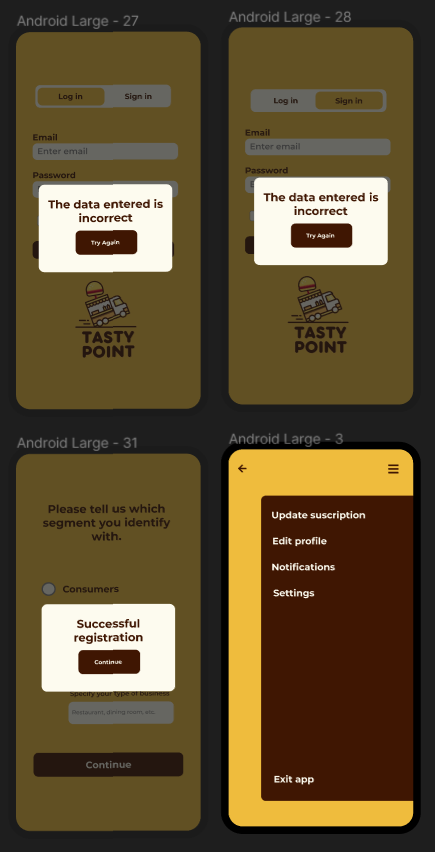 Android Large - 27
Log in
Sign in
Email
Enter email
Password
The data entered is
incorrect
Try Again
TASTY
POINT
Android Large - 28
Log in
Sign in
Email
Enter email
Password
The data entered is
incorrect
Try Again
TASTY
POINT
Android Large - 31
Please tell us which
segment you identify
with.
Consumers
Successful
registration
Continue
Specify your type of business
Restaurant, dining room, etc.
Continue
Android Large - 3
Update suscription
Edit profile
Notifications
Settings
Exit app